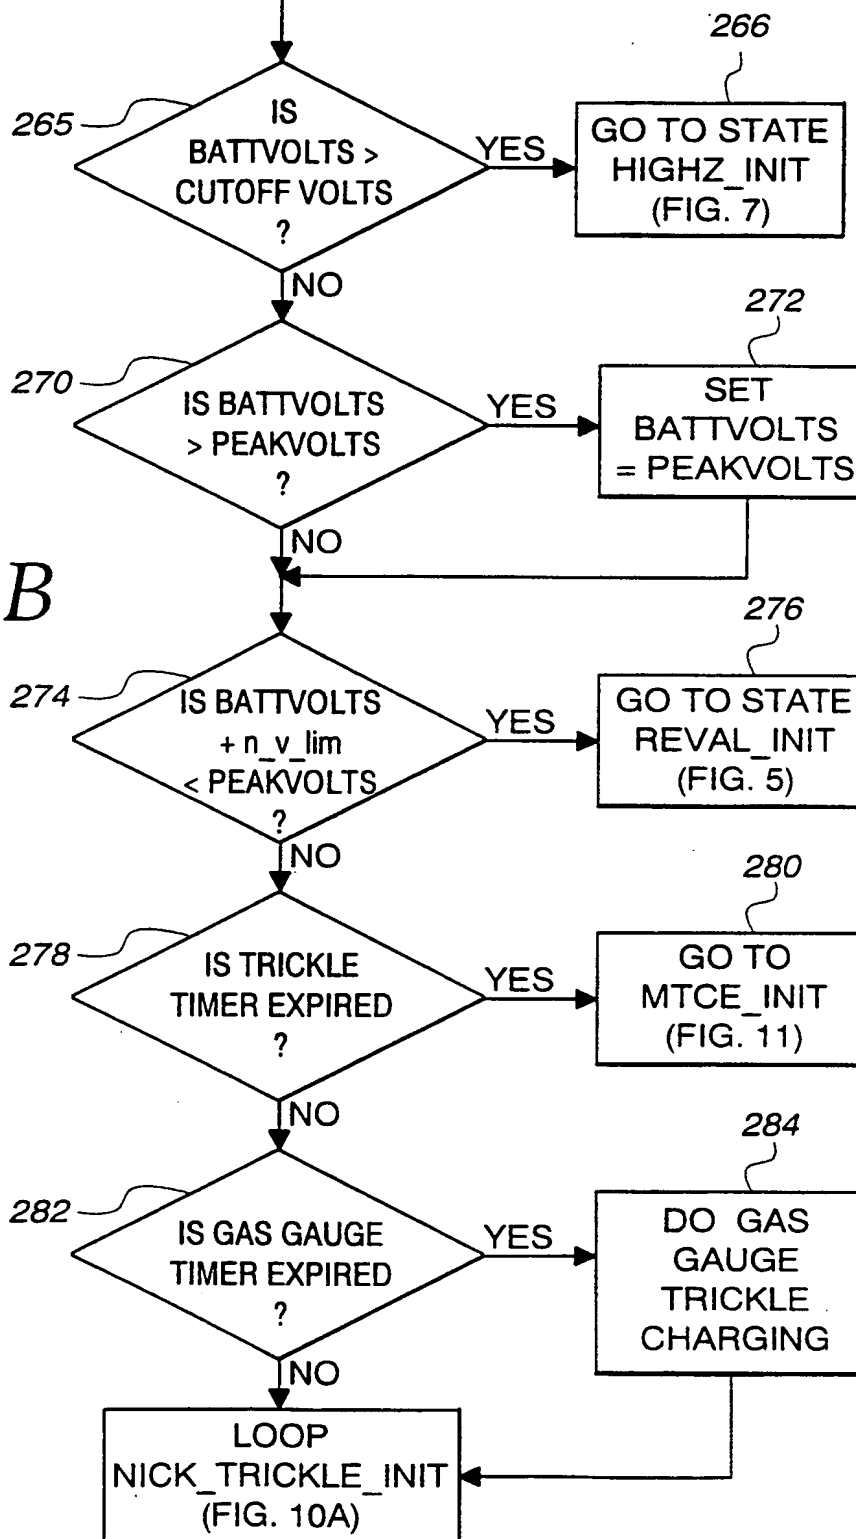 266
265
IS
BATTVOLTS >
CUTOFF VOLTS
?
YES
GO TO STATE
HIGHZ_INIT
(FIG. 7)
NO
272
270
IS BATTVOLTS
> PEAKVOLTS
?
YES
SET
BATTVOLTS
= PEAKVOLTS
NO
B
276
274
IS BATTVOLTS
+ n_v_lim
< PEAKVOLTS
?
YES
GO TO STATE
REVAL_INIT
(FIG. 5)
NO
280
278
IS TRICKLE
TIMER EXPIRED
?
YES
GO TO
MTCE_INIT
(FIG. 11)
NO
284
282
IS GAS GAUGE
TIMER EXPIRED
?
YES
DO GAS
GAUGE
TRICKLE
CHARGING
NO
LOOP
NICK_TRICKLE_INIT
(FIG. 10A)